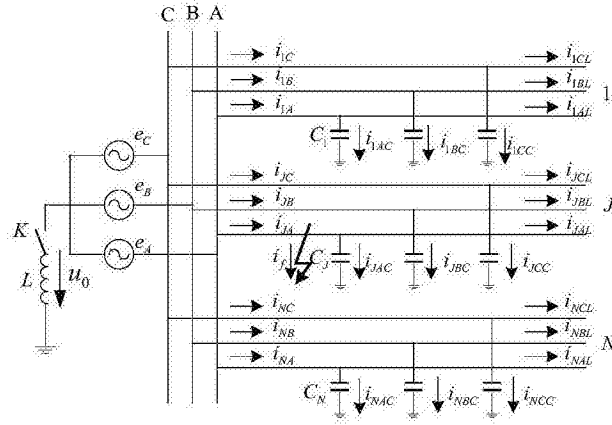 C B A
i1C i1CL
i1B i1BL
1
i1A i1AL
C1 i1AC i1BC i1CC
eC
iJC iJCL
eB
iJB iJBL
J
iJA iJAL
K
eA
if CJ iJAC iJBC iJCC
L u0
iNC iNCL
iNB iNBL
N
iNA iNAL
CN iNAC iNBC iNCC